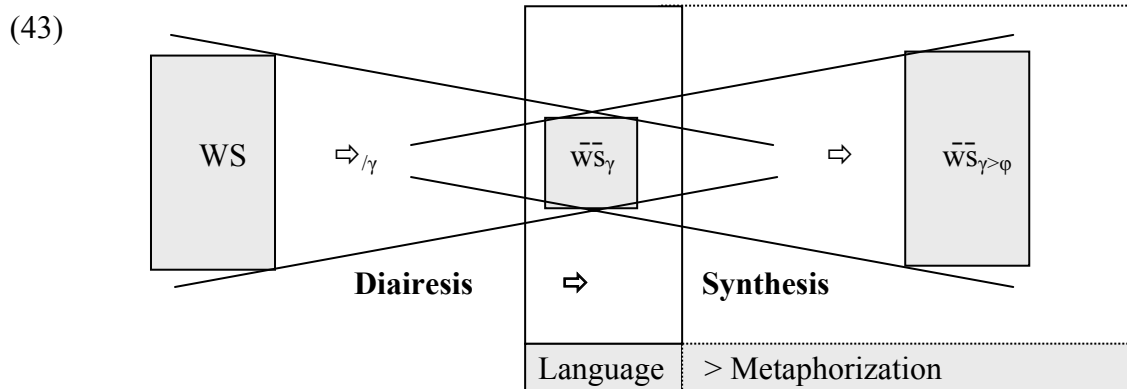 (43)
WS ⇨/γ w̄s̄γ ⇨ w̄s̄γ>φ
Diairesis ⇨ Synthesis
Language > Metaphorization